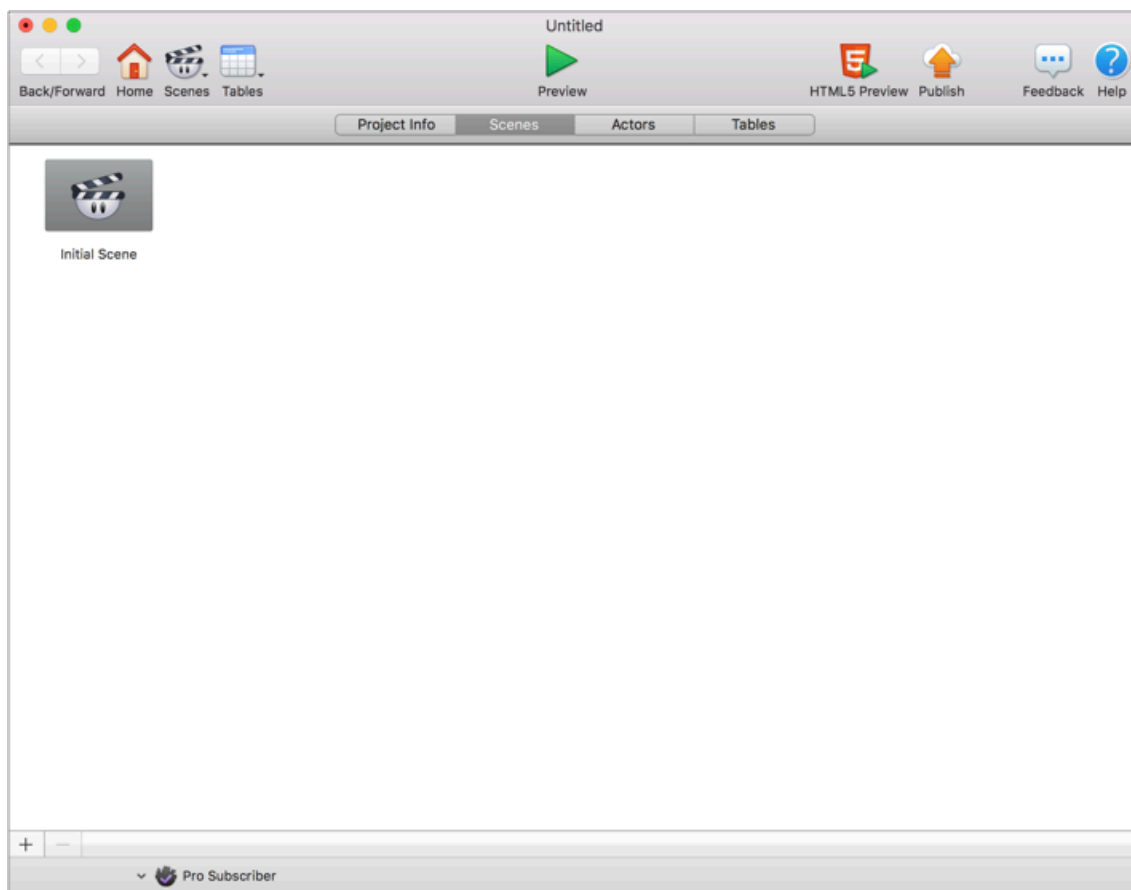 Untitled
Back/Forward Home Scenes Tables Preview HTML5 Preview Publish Feedback Help
Project Info Scenes Actors Tables
Initial Scene
Pro Subscriber